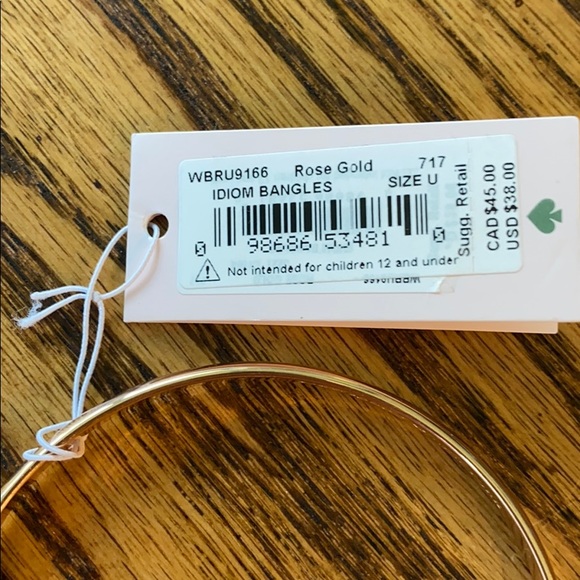 WBRU9166 Rose Gold 717
IDIOM BANGLES SIZE U
0 98686 53481 0
Not intended for children 12 and under
Sugg. Retail
CAD $45.00
USD $38.00
WBRU9166